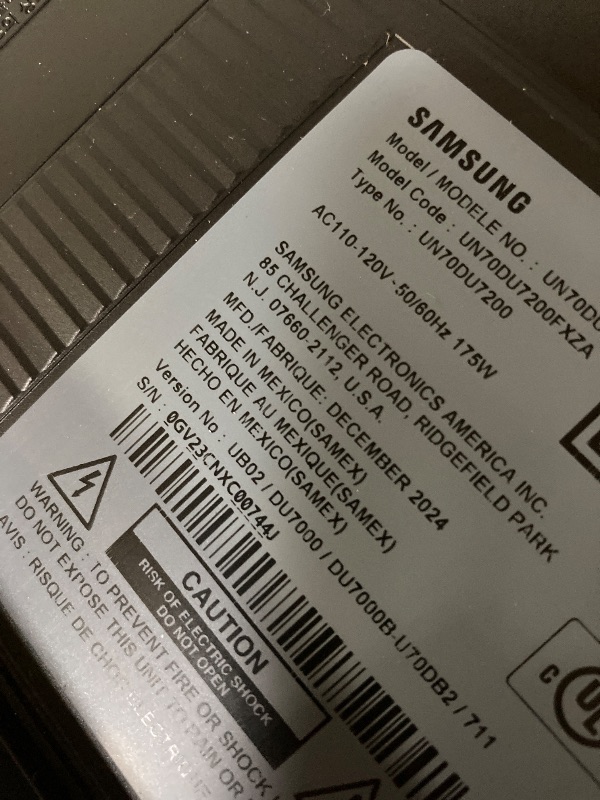 SAMSUNG
Model / MODELE NO. : UN70DU
Model Code : UN70DU7200FXZA
Type No. : UN70DU7200
AC110-120V~50/60Hz 175W
SAMSUNG ELECTRONICS AMERICA INC.
85 CHALLENGER ROAD, RIDGEFIELD PARK
N.J. 07660-2112, U.S.A.
MFD./FABRIQUE: DECEMBER 2024
MADE IN MEXICO(SAMEX)
FABRIQUE AU MEXIQUE(SAMEX)
HECHO EN MEXICO(SAMEX)
Version No : UB02 / DU7000 / DU7000B-U70DB2 / 711
S/N : 0GV23CNXC00744J
CAUTION
RISK OF ELECTRIC SHOCK
DO NOT OPEN
WARNING : TO PREVENT FIRE OR SHOCK
DO NOT EXPOSE THIS UNIT TO RAIN OR
AVIS : RISQUE DE CHOC ELECTRIQUE
C UL